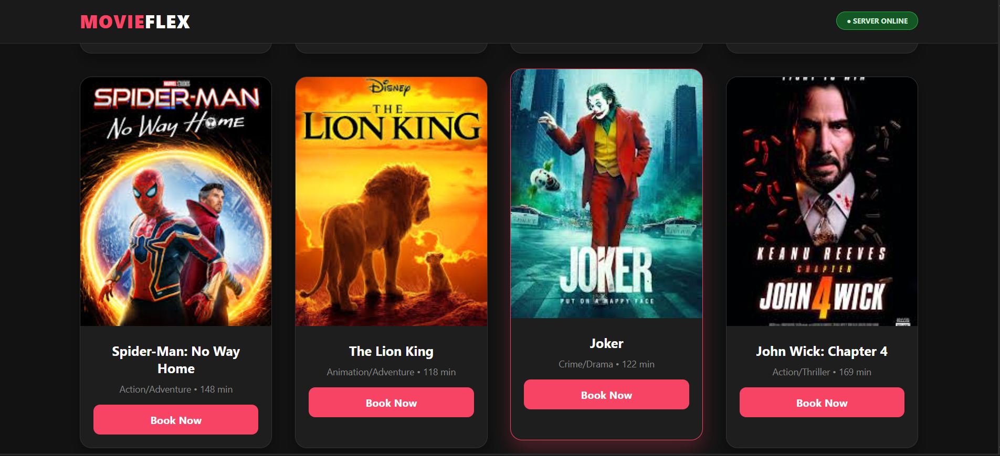 MOVIEFLEX
● SERVER ONLINE
MARVEL STUDIOS
SPIDER-MAN
No Way Home
Spider-Man: No Way
Home
Action/Adventure • 148 min
Book Now
Disney
THE
LION KING
The Lion King
Animation/Adventure • 118 min
Book Now
JOKER
PUT ON A HAPPY FACE
Joker
Crime/Drama • 122 min
Book Now
KEANU REEVES
CHAPTER
JOHN 4 WICK
John Wick: Chapter 4
Action/Thriller • 169 min
Book Now